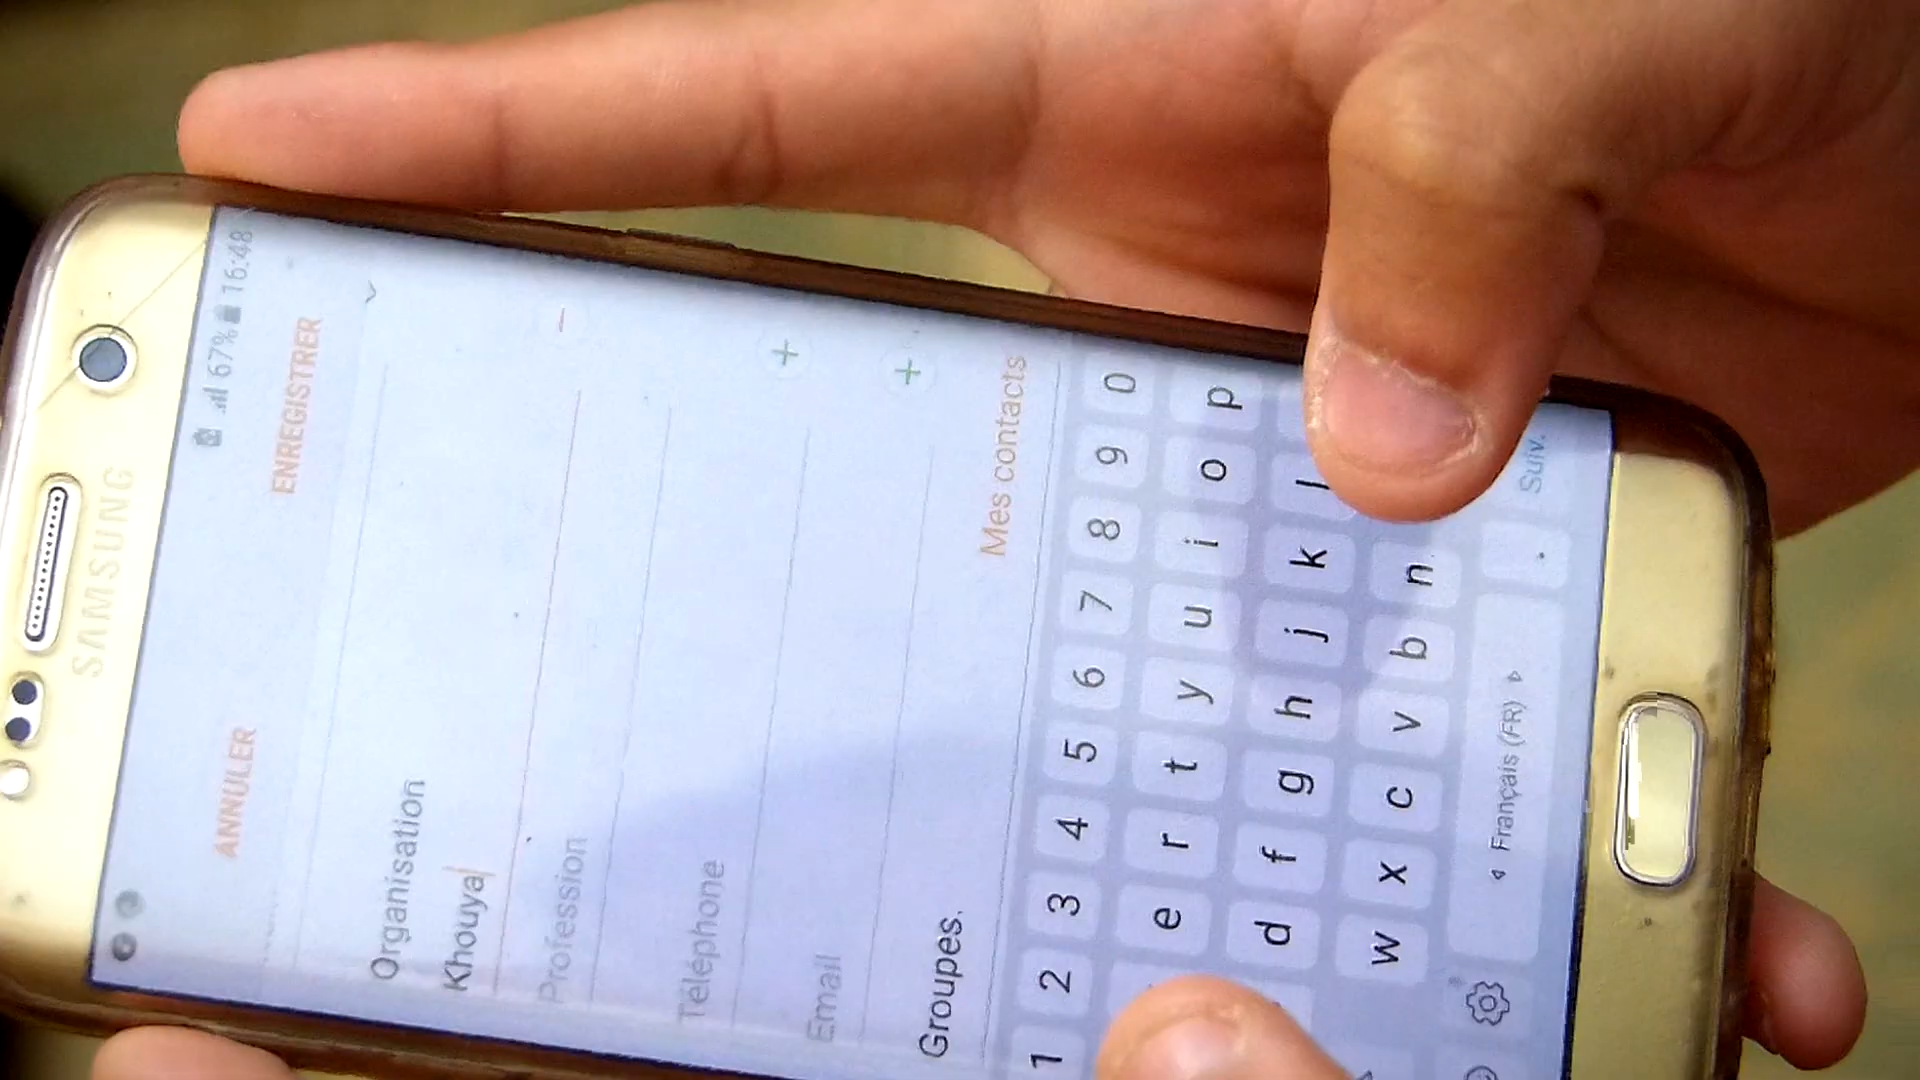 SAMSUNG
67% 16:48
ANNULER ENREGISTRER
Organisation
Khouya
Profession
Téléphone
Email
Groupes. Mes contacts
1 2 3 4 5 6 7 8 9 0
e r t y u i o p
d f g h j k l
w x c v b n
Français (FR) . Suiv.